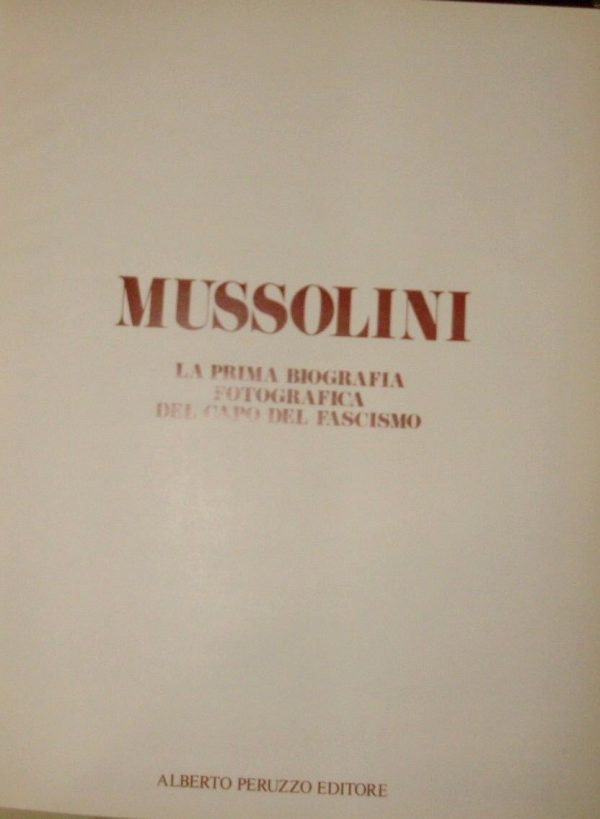 MUSSOLINI
LA PRIMA BIOGRAFIA
FOTOGRAFICA
DEL CAPO DEL FASCISMO
ALBERTO PERUZZO EDITORE